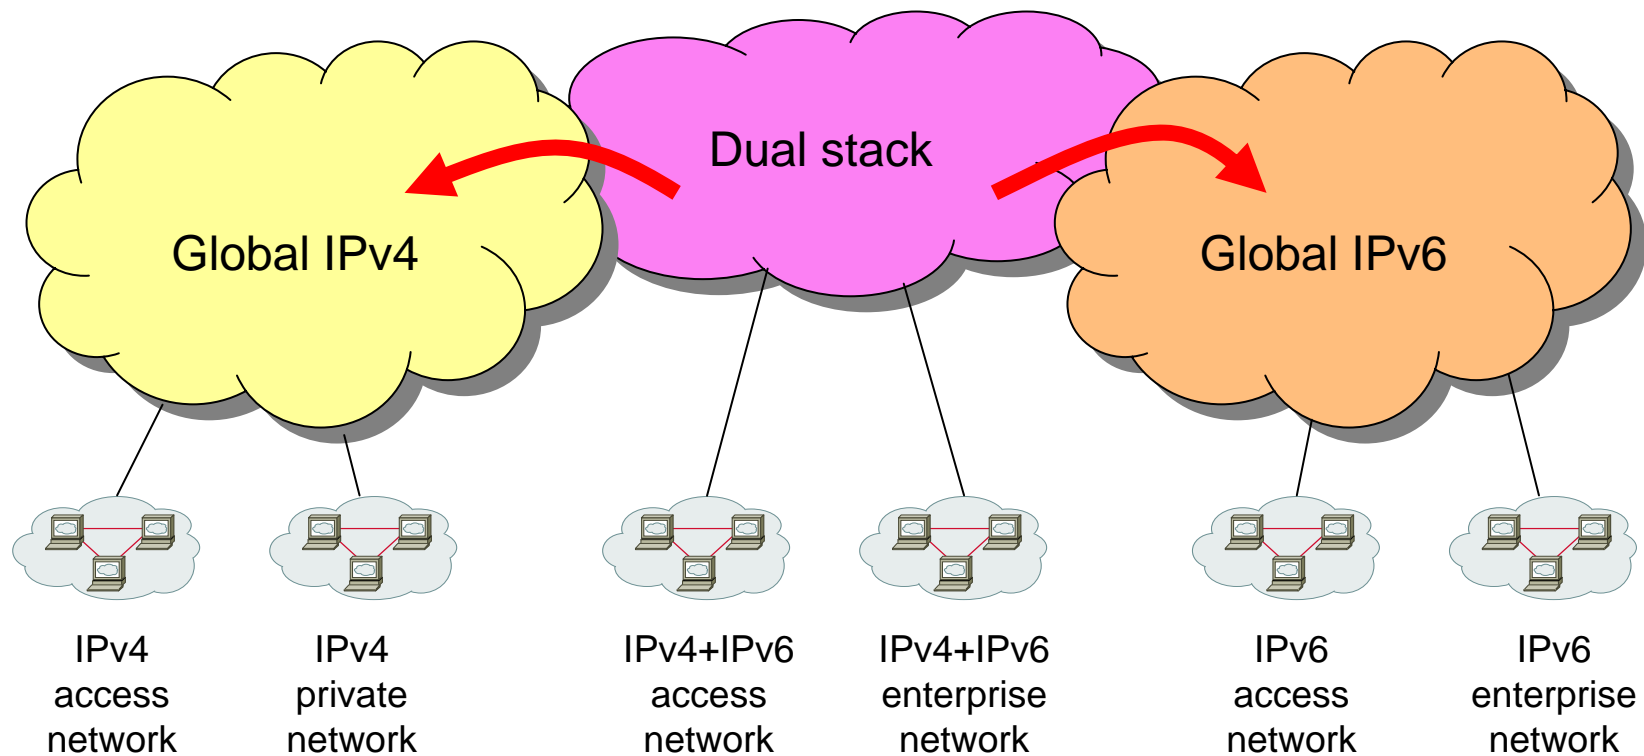 Dual stack
Global IPv4
Global IPv6
IPv4
access
network
IPv4
private
network
IPv4+IPv6
access
network
IPv4+IPv6
enterprise
network
IPv6
access
network
IPv6
enterprise
network